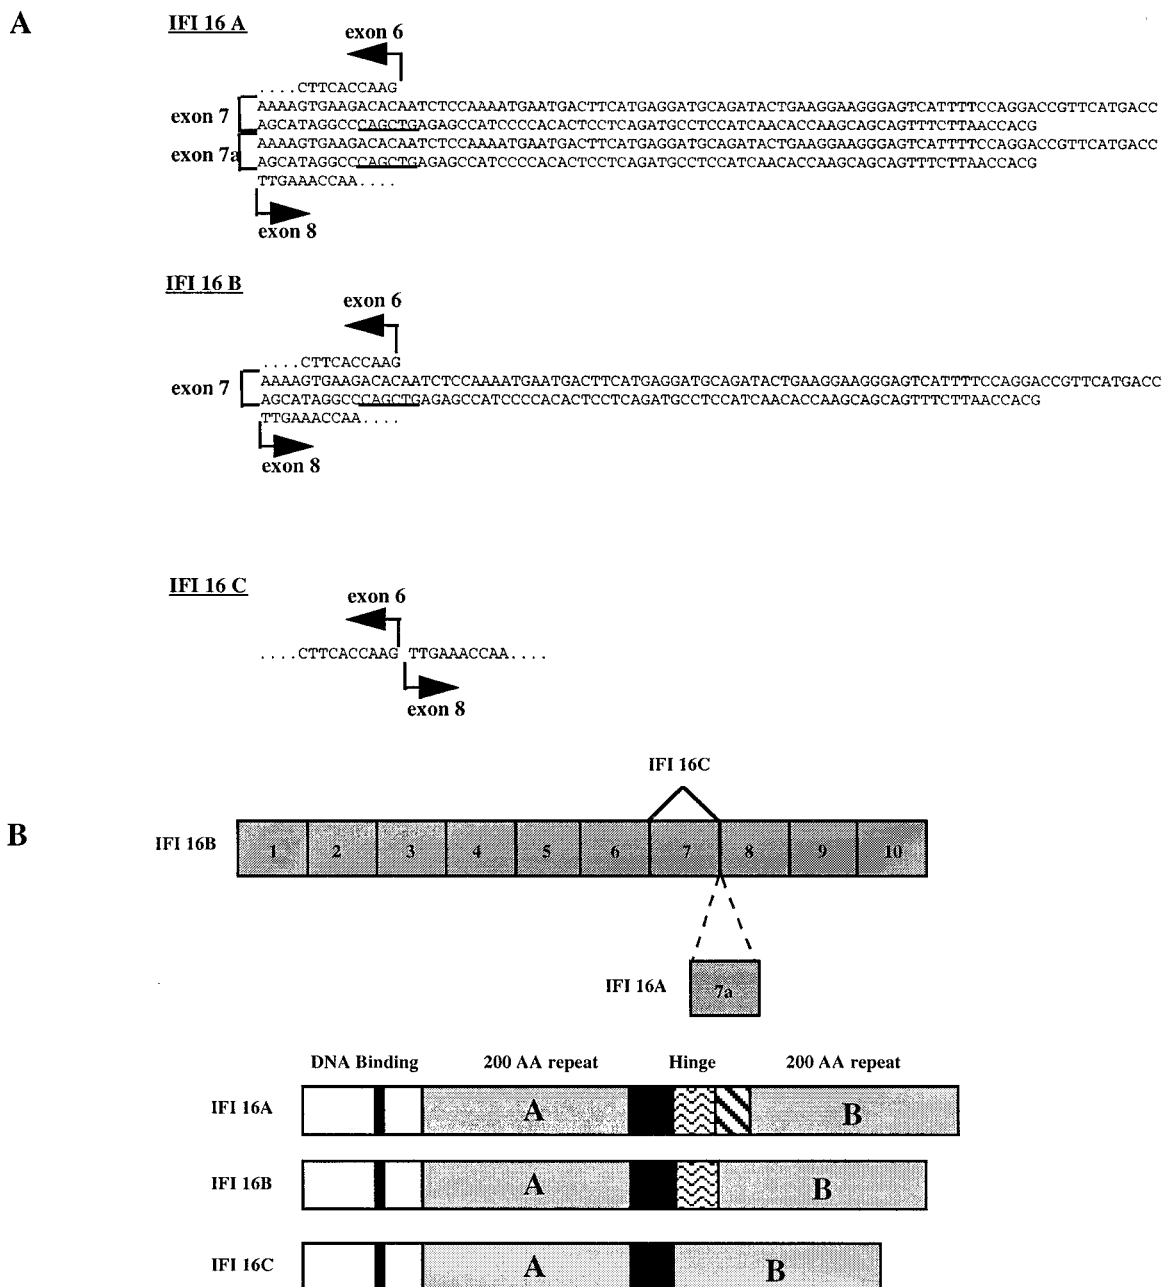 A
IFI 16 A
exon 6
....CTTCACCAAG
exon 7
AAAAGTGAAGACACAATCTCCAAAATGAATGACTTCATGAGGATGCAGATACTGAAGGAAGGGAGTCATTTTCCAGGACCGTTCATGACC
AGCATAGGCCCAGCTGAGAGCCATCCCCACACTCCTCAGATGCCTCCATCAACACCAAGCAGCAGTTTCTTAACCACG
exon 7a
AAAAGTGAAGACACAATCTCCAAAATGAATGACTTCATGAGGATGCAGATACTGAAGGAAGGGAGTCATTTTCCAGGACCGTTCATGACC
AGCATAGGCCCAGCTGAGAGCCATCCCCACACTCCTCAGATGCCTCCATCAACACCAAGCAGCAGTTTCTTAACCACG
TTGAAACCAA....
exon 8
IFI 16 B
exon 6
....CTTCACCAAG
exon 7
AAAAGTGAAGACACAATCTCCAAAATGAATGACTTCATGAGGATGCAGATACTGAAGGAAGGGAGTCATTTTCCAGGACCGTTCATGACC
AGCATAGGCCCAGCTGAGAGCCATCCCCACACTCCTCAGATGCCTCCATCAACACCAAGCAGCAGTTTCTTAACCACG
TTGAAACCAA....
exon 8
IFI 16 C
exon 6
....CTTCACCAAG TTGAAACCAA....
exon 8
B
IFI 16C
IFI 16B
1 2 3 4 5 6 7 8 9 10
IFI 16A
7a
DNA Binding 200 AA repeat Hinge 200 AA repeat
IFI 16A A B
IFI 16B A B
IFI 16C A B